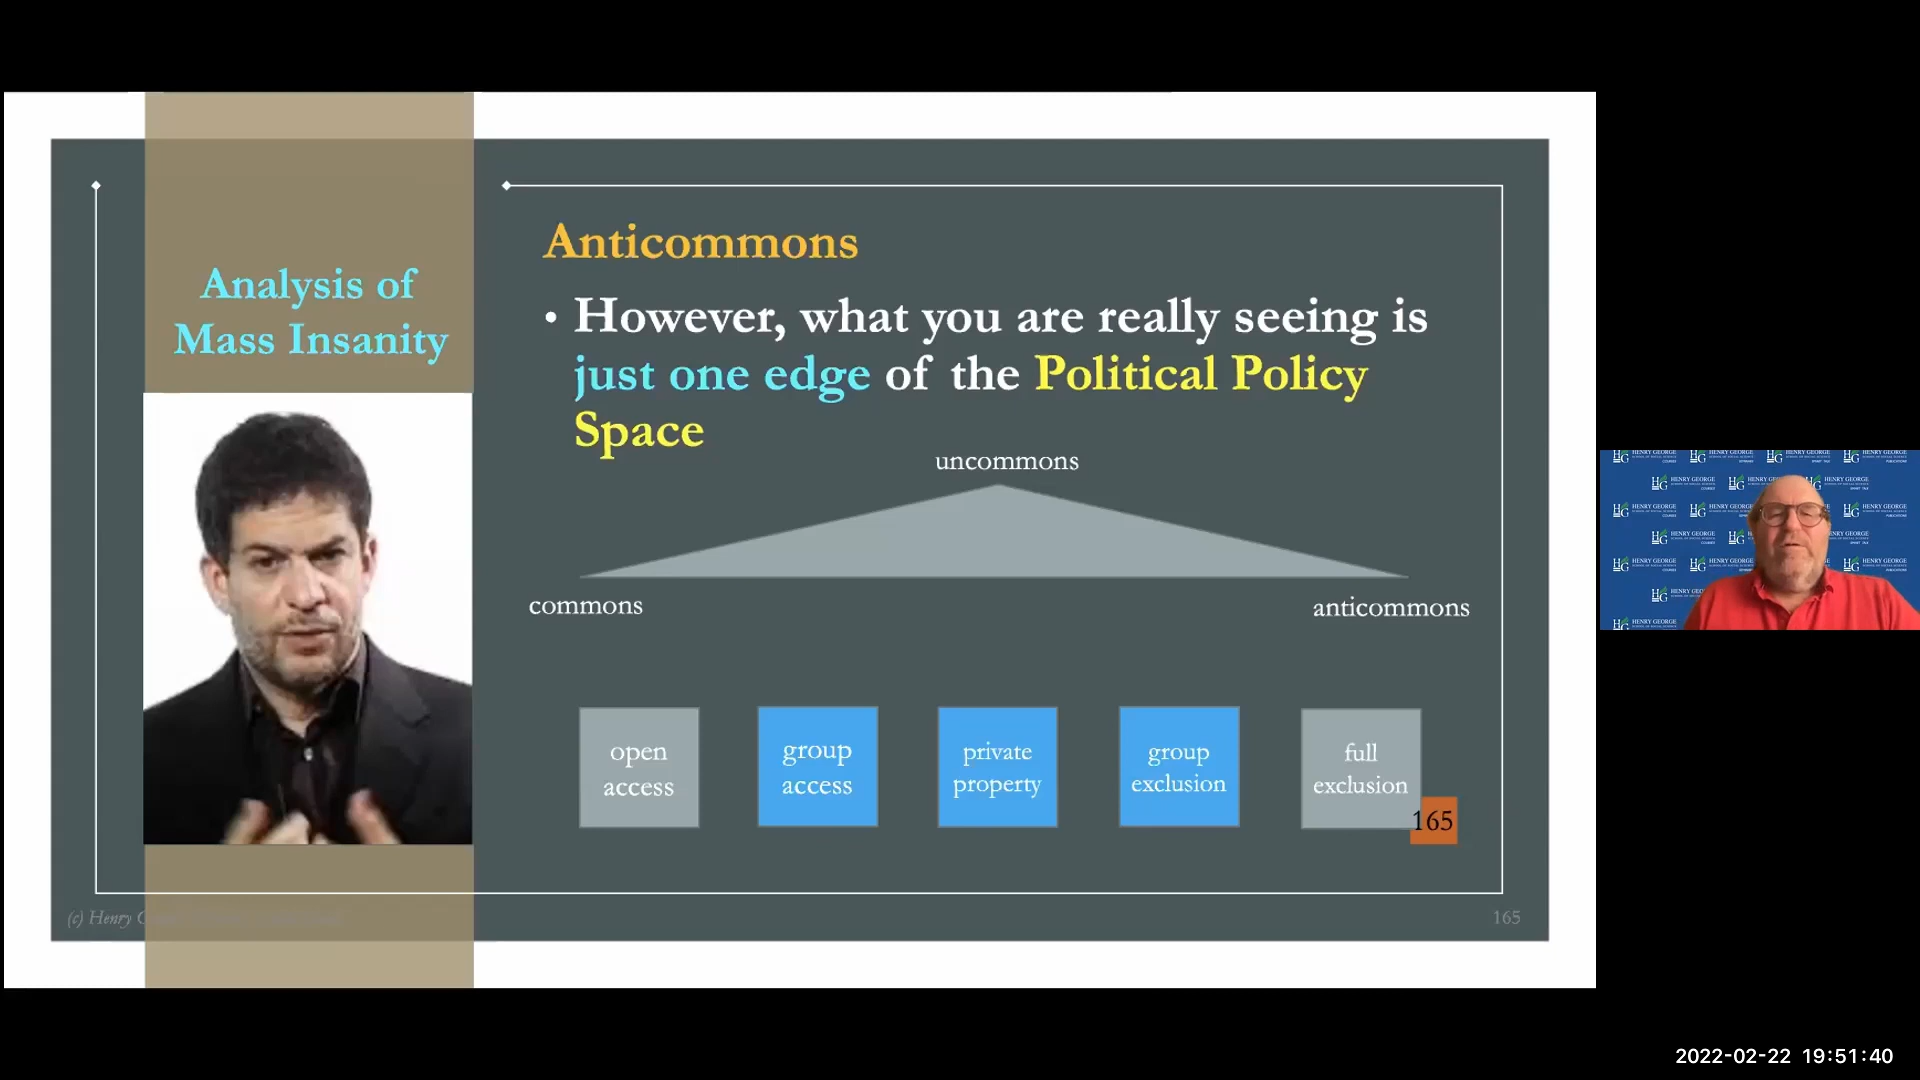 Analysis of
Mass Insanity
Anticommons
• However, what you are really seeing is
just one edge of the Political Policy
Space
uncommons
commons
anticommons
open
access
group
access
private
property
group
exclusion
full
exclusion
165
(c) Henry
165
HENRY GEORGE
2022-02-22 19:51:40